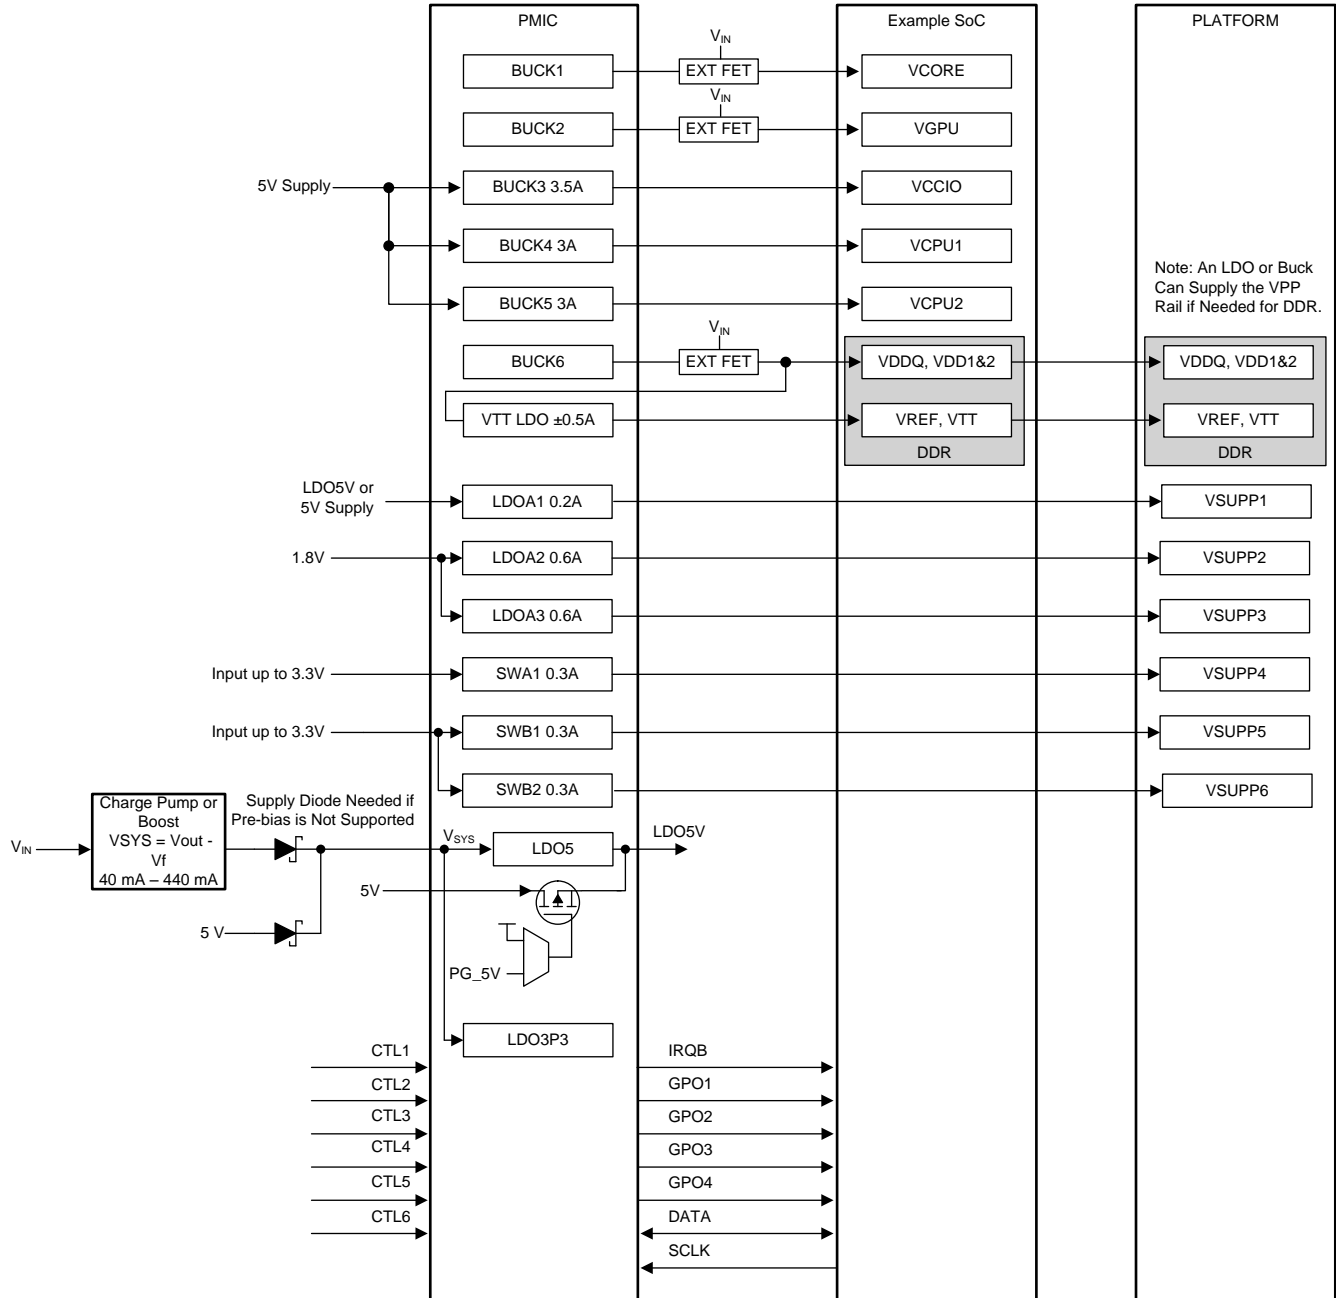 PMIC
Example SoC
PLATFORM
VIN
BUCK1
EXT FET
VCORE
VIN
BUCK2
EXT FET
VGPU
5V Supply
BUCK3 3.5A
VCCIO
BUCK4 3A
VCPU1
Note: An LDO or Buck
Can Supply the VPP
Rail if Needed for DDR.
BUCK5 3A
VCPU2
VIN
BUCK6
EXT FET
VDDQ, VDD1&2
VDDQ, VDD1&2
VTT LDO ±0.5A
VREF, VTT
VREF, VTT
DDR
DDR
LDO5V or
5V Supply
LDOA1 0.2A
VSUPP1
1.8V
LDOA2 0.6A
VSUPP2
LDOA3 0.6A
VSUPP3
Input up to 3.3V
SWA1 0.3A
VSUPP4
Input up to 3.3V
SWB1 0.3A
VSUPP5
SWB2 0.3A
VSUPP6
VIN
Charge Pump or
Boost
VSYS = Vout -
Vf
40 mA – 440 mA
Supply Diode Needed if
Pre-bias is Not Supported
VSYS
LDO5
LDO5V
5V
5 V
PG_5V
LDO3P3
CTL1
IRQB
CTL2
GPO1
CTL3
GPO2
CTL4
GPO3
CTL5
GPO4
CTL6
DATA
SCLK